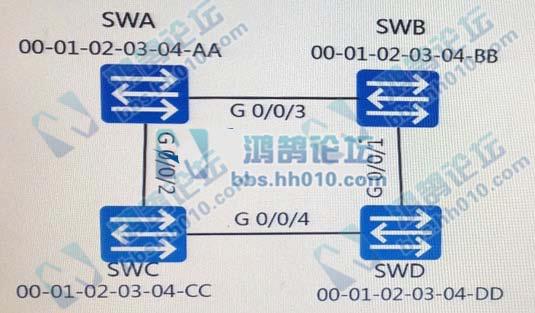 SWA
00-01-02-03-04-AA
SWB
00-01-02-03-04-BB
G 0/0/3
G 0/0/2
G 0/0/1
鸿鹄论坛
bbs.hh010.com
G 0/0/4
SWC
00-01-02-03-04-CC
SWD
00-01-02-03-04-DD